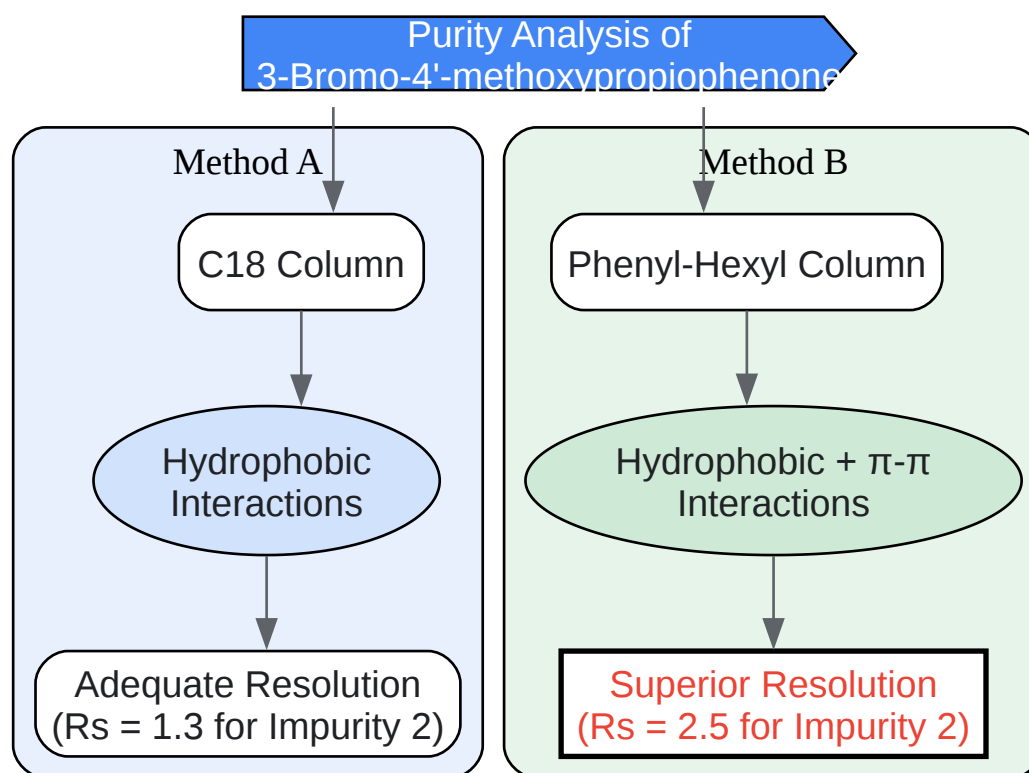 Purity Analysis of
3-Bromo-4'-methoxypropiophenone
Method A
C18 Column
Hydrophobic
Interactions
Adequate Resolution
(Rs = 1.3 for Impurity 2)
Method B
Phenyl-Hexyl Column
Hydrophobic + π-π
Interactions
Superior Resolution
(Rs = 2.5 for Impurity 2)